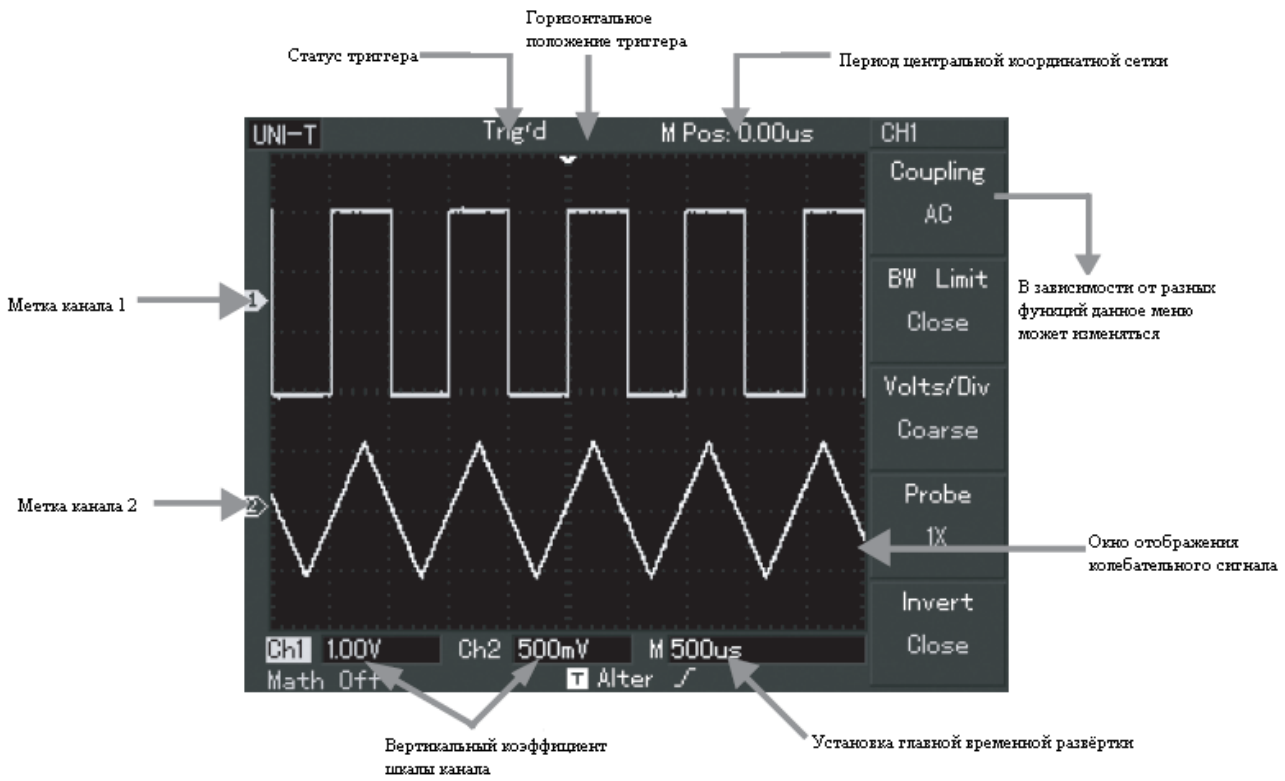 Горизонтальное
положение триггера
Статус триггера
Период центральной координатной сетки
UNI-T Trig'd M Pos: 0.00us CH1
Coupling
AC
BW Limit
Close
Метка канала 1
1
В зависимости от разных
функций данное меню
может изменяться
Volts/Div
Coarse
Метка канала 2
2
Probe
1X
Окно отображения
колебательного сигнала
Invert
Close
Ch1 1.00V Ch2 500mV M 500us
Math Off T Alter
Вертикальный коэффициент
шкалы канала
Установка главной временной развёртки